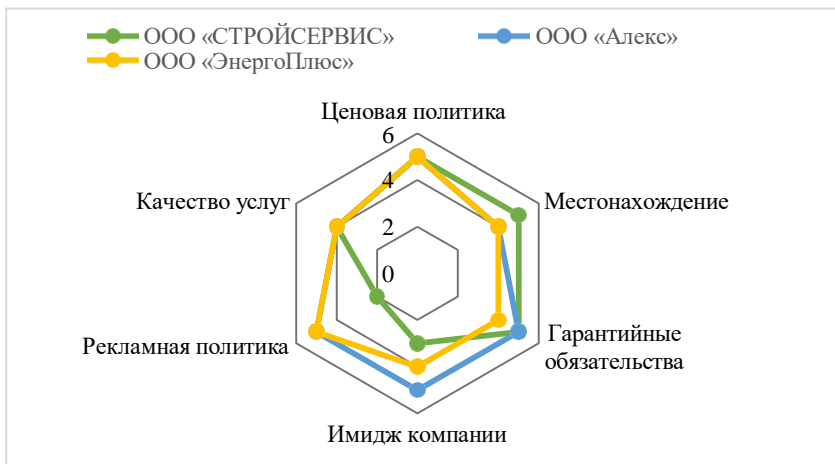 ООО «СТРОЙСЕРВИС»
ООО «Алекс»
ООО «ЭнергоПлюс»
Ценовая политика
6
4
2
0
Качество услуг
Местонахождение
Рекламная политика
Гарантийные
обязательства
Имидж компании